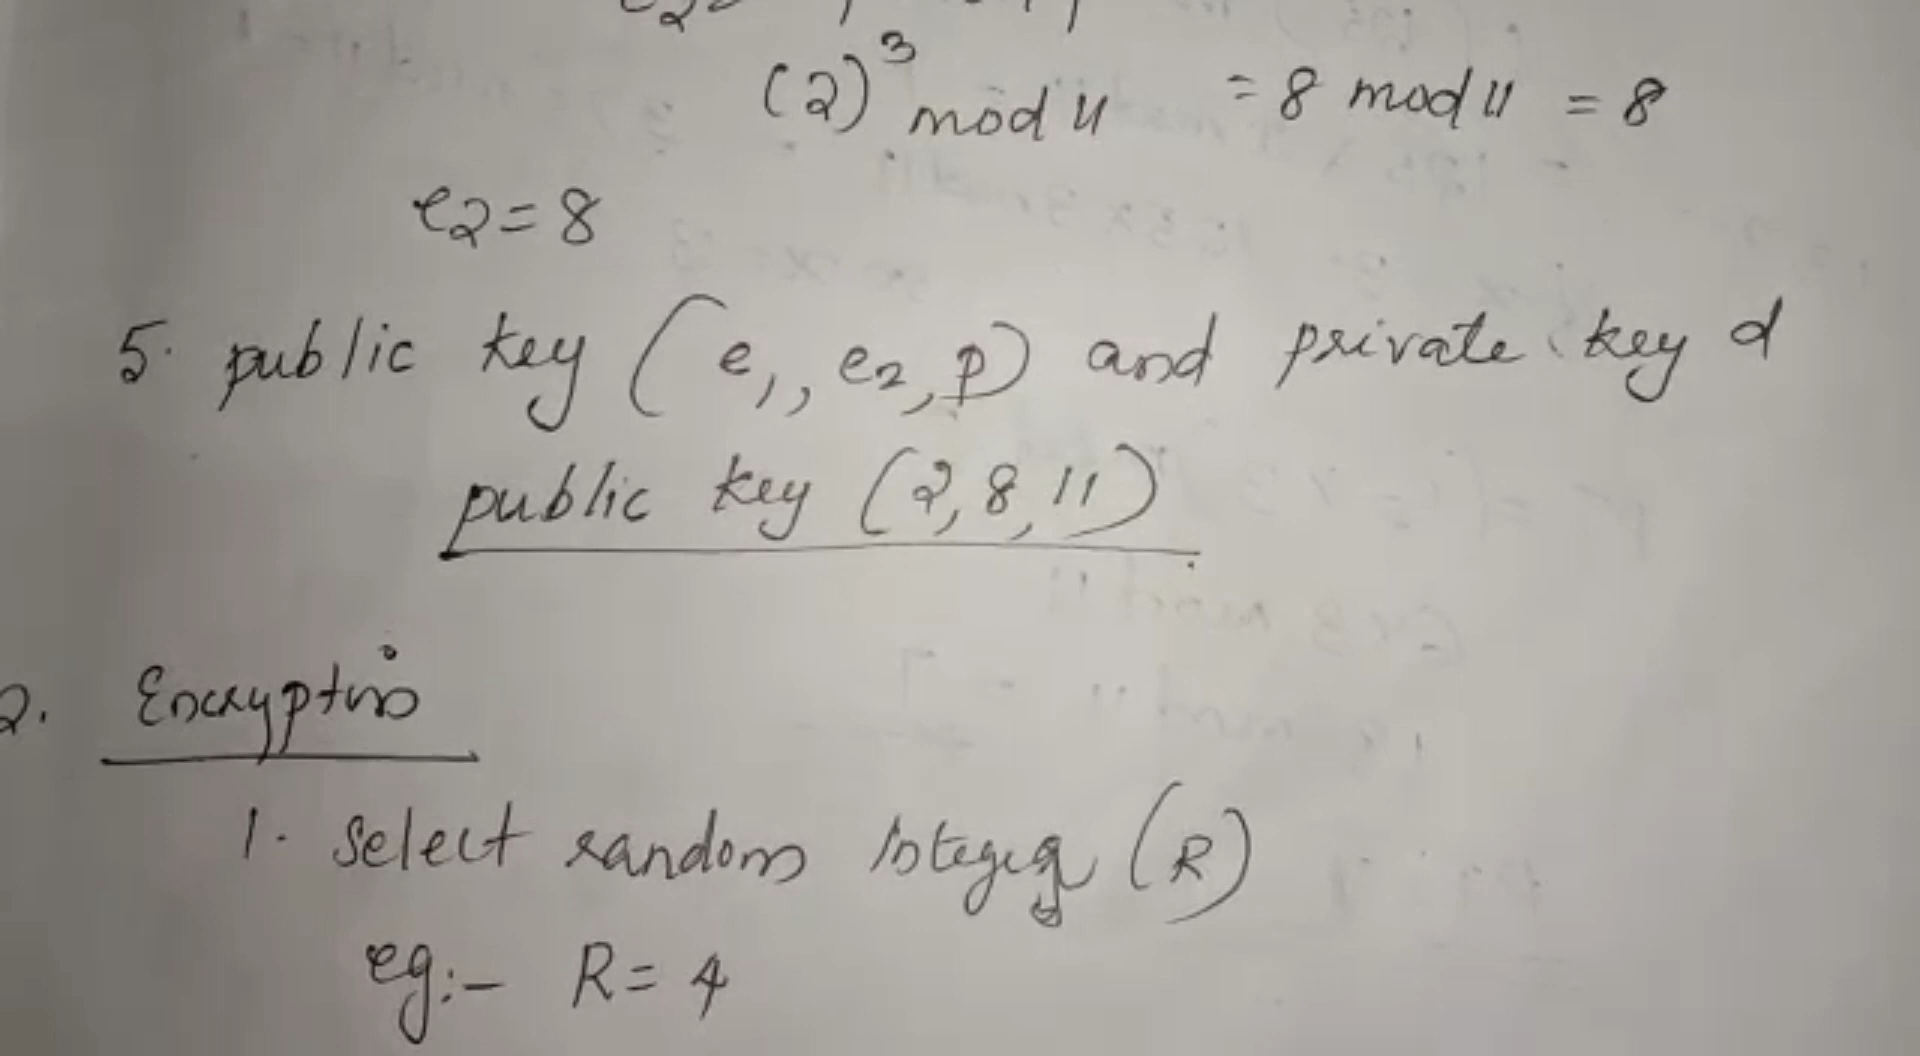 (2)³ mod 11 = 8 mod 11 = 8
e2 = 8
5. public key (e1, e2, p) and private key d
public key (2, 8, 11)
2. Encryption
1. select random integer (R)
eg:- R = 4